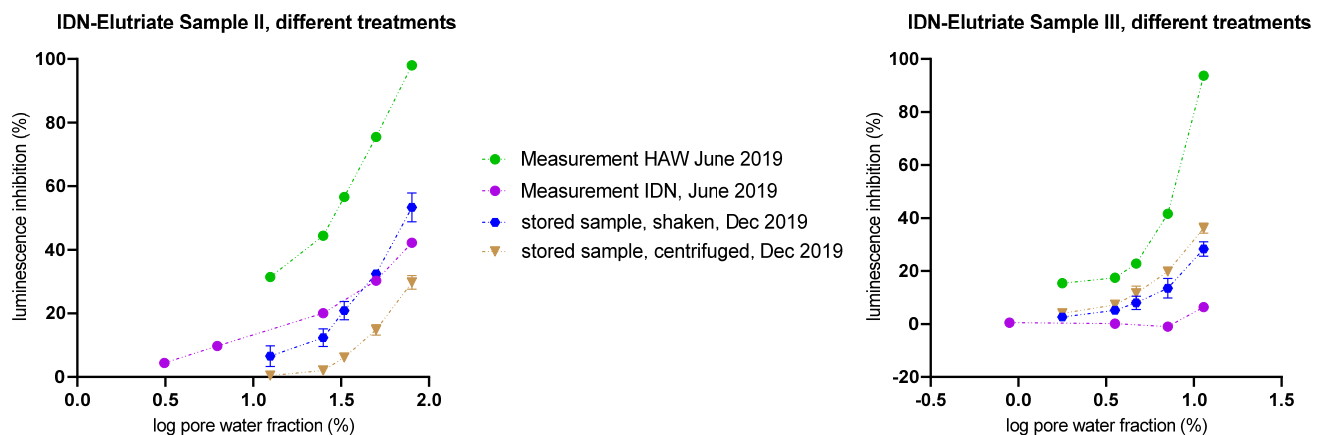 IDN-Elutriate Sample II, different treatments
100
80
60
40
20
0
luminescence inhibition (%)
0.0 0.5 1.0 1.5 2.0
log pore water fraction (%)
Measurement HAW June 2019
Measurement IDN, June 2019
stored sample, shaken, Dec 2019
stored sample, centrifuged, Dec 2019
IDN-Elutriate Sample III, different treatments
100
80
60
40
20
0
-20
luminescence inhibition (%)
-0.5 0.0 0.5 1.0 1.5
log pore water fraction (%)